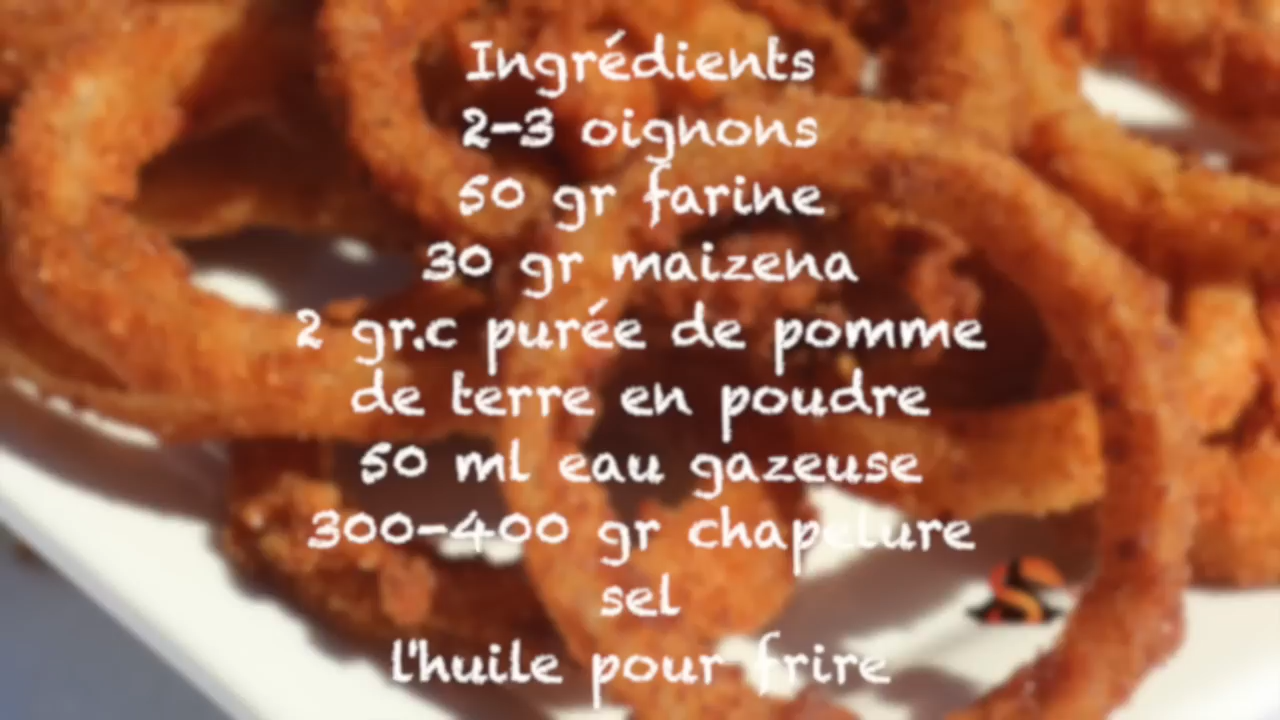 Ingrédients
2-3 oignons
50 gr farine
30 gr maizena
2 gr.c purée de pomme
de terre en poudre
50 ml eau gazeuse
300-400 gr chapelure
sel
l'huile pour frire